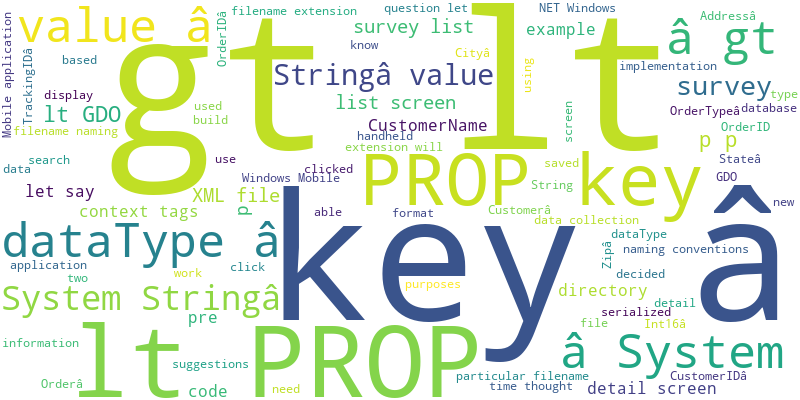 value â
gt
lt
â gt
key â
lt PROP
PROP
key
dataType â
System Stringâ
â System
Stringâ value
survey
lt GDO
p p
survey list
list screen
example
CustomerName
XML file
context tags
let say
directory
detail screen
code
pre
p
filename extension
question let
NET Windows
Addressâ
OrderIDâ
TrackingIDâ
Mobile application
based
know
Cityâ
using
implementation
display
used
build
filename naming
handheld
extension will
screen
OrderTypeâ
database
type
OrderID
Stateâ
GDO
search
data
use
Windows Mobile
clicked
saved
String
able
format
Customerâ
data collection
new
dataType
naming conventions
Zipâ
application
two
click
work
purposes
decided
detail
serialized
file
Int16â
information
suggestions
Orderâ
need
particular filename
time thought
CustomerIDâ